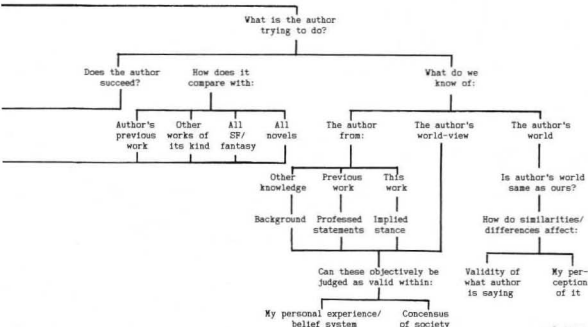 What is the author
trying to do?
Does the author
succeed?
How does it
compare with:
What do we
know of:
Author's
previous
work
Other
works of
its kind
All
SF/
fantasy
All
novels
The author
from:
The author's
world-view
The author's
world
Other
knowledge
Previous
work
This
work
Is author's world
same as ours?
Background
Professed
statements
Implied
stance
How do similarities/
differences affect:
Can these objectively be
judged as valid within:
Validity of
what author
is saying
My per-
ception
of it
My personal experience/
belief system
Concensus
of society